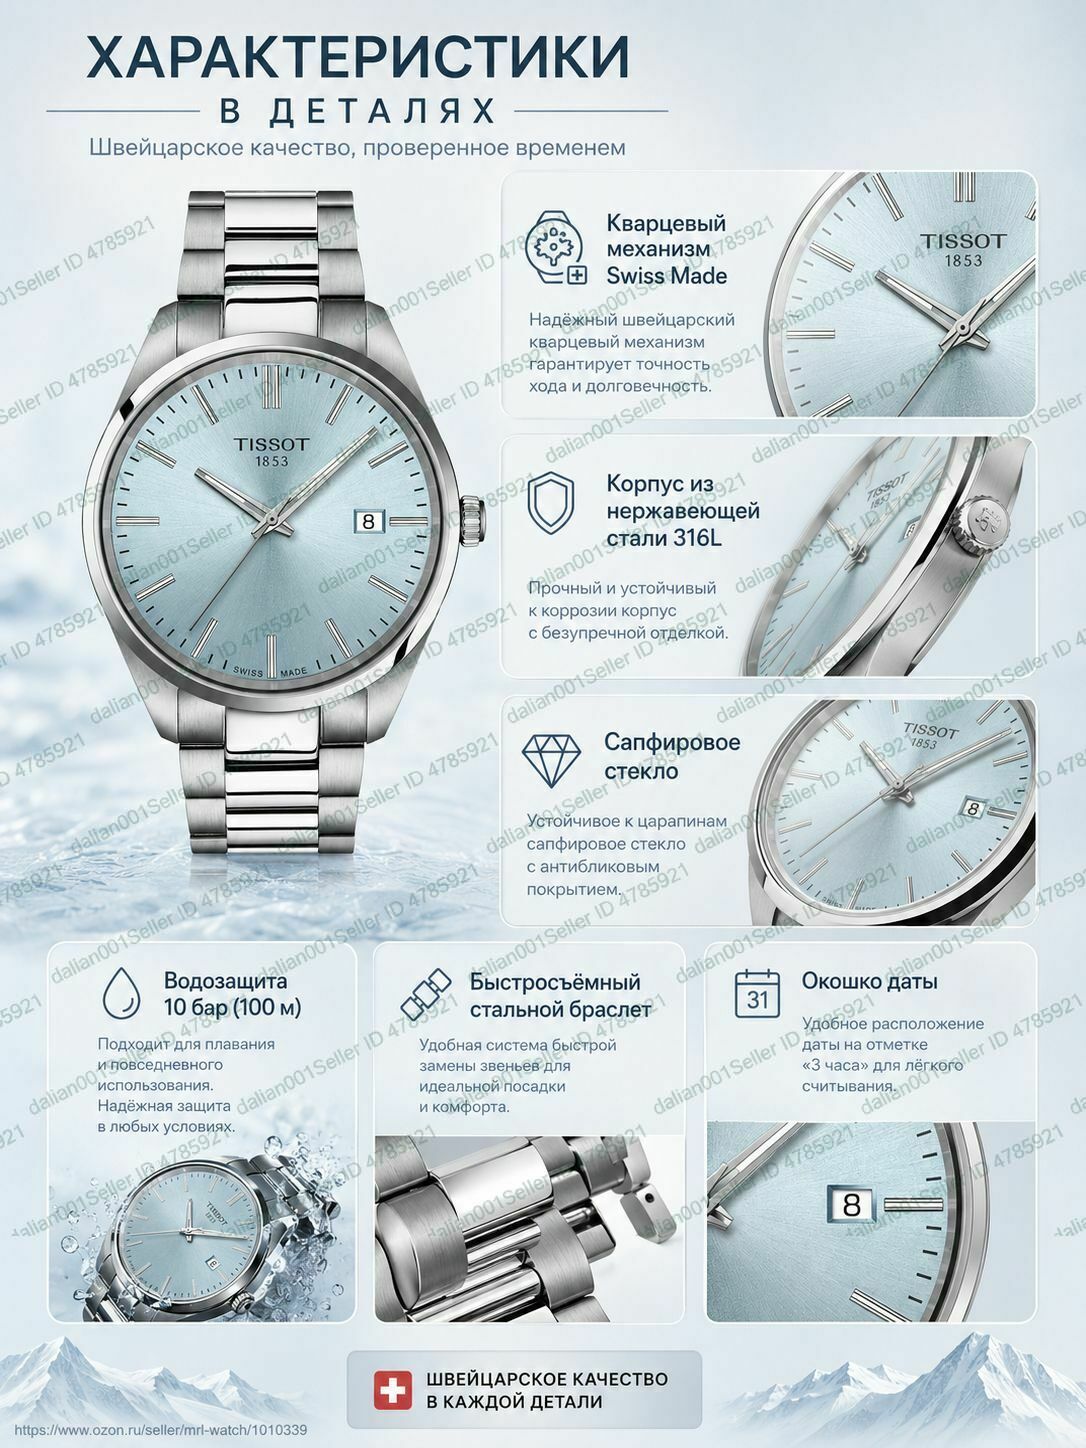 ХАРАКТЕРИСТИКИ
В ДЕТАЛЯХ
Швейцарское качество, проверенное временем
TISSOT
1853
8
SWISS MADE
Кварцевый
механизм
Swiss Made
Надёжный швейцарский
кварцевый механизм
гарантирует точность
хода и долговечность.
TISSOT
1853
Корпус из
нержавеющей
стали 316L
Прочный и устойчивый
к коррозии корпус
с безупречной отделкой.
TISSOT
1853
Сапфировое
стекло
Устойчивое к царапинам
сапфировое стекло
с антибликовым
покрытием.
TISSOT
1853
8
Водозащита
10 бар (100 м)
Подходит для плавания
и повседневного
использования.
Надёжная защита
в любых условиях.
TISSOT
8
Быстросъёмный
стальной браслет
Удобная система быстрой
замены звеньев для
идеальной посадки
и комфорта.
31
Окошко даты
Удобное расположение
даты на отметке
«3 часа» для лёгкого
считывания.
8
ШВЕЙЦАРСКОЕ КАЧЕСТВО
В КАЖДОЙ ДЕТАЛИ
https://www.ozon.ru/seller/mrl-watch/1010339
dalian001Seller ID 4785921